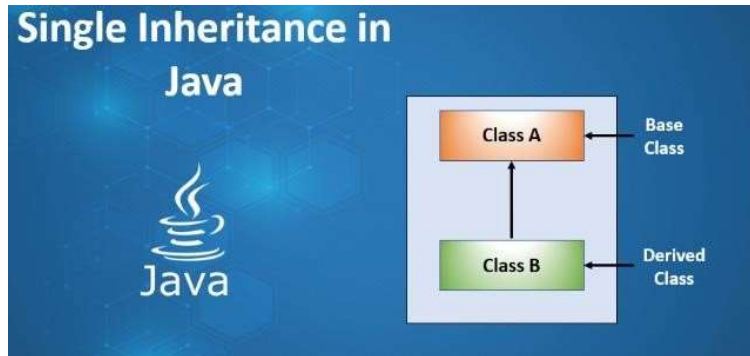 Single Inheritance in
Java
Java
Class A
Base
Class
Class B
Derived
Class